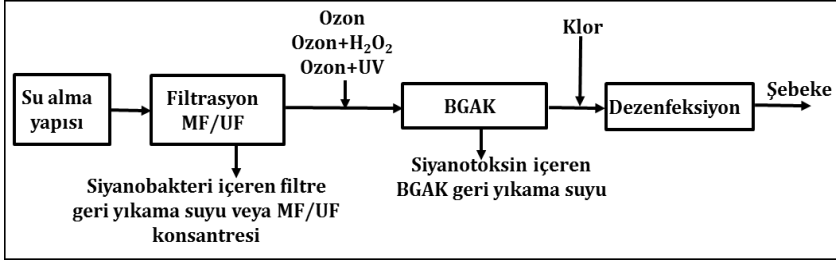 Ozon
Ozon+H₂O₂
Ozon+UV
Klor
Su alma
yapısı
Filtrasyon
MF/UF
BGAK
Dezenfeksiyon
Şebeke
Siyanobakteri içeren filtre
geri yıkama suyu veya MF/UF
konsantresi
Siyanotoksin içeren
BGAK geri yıkama suyu